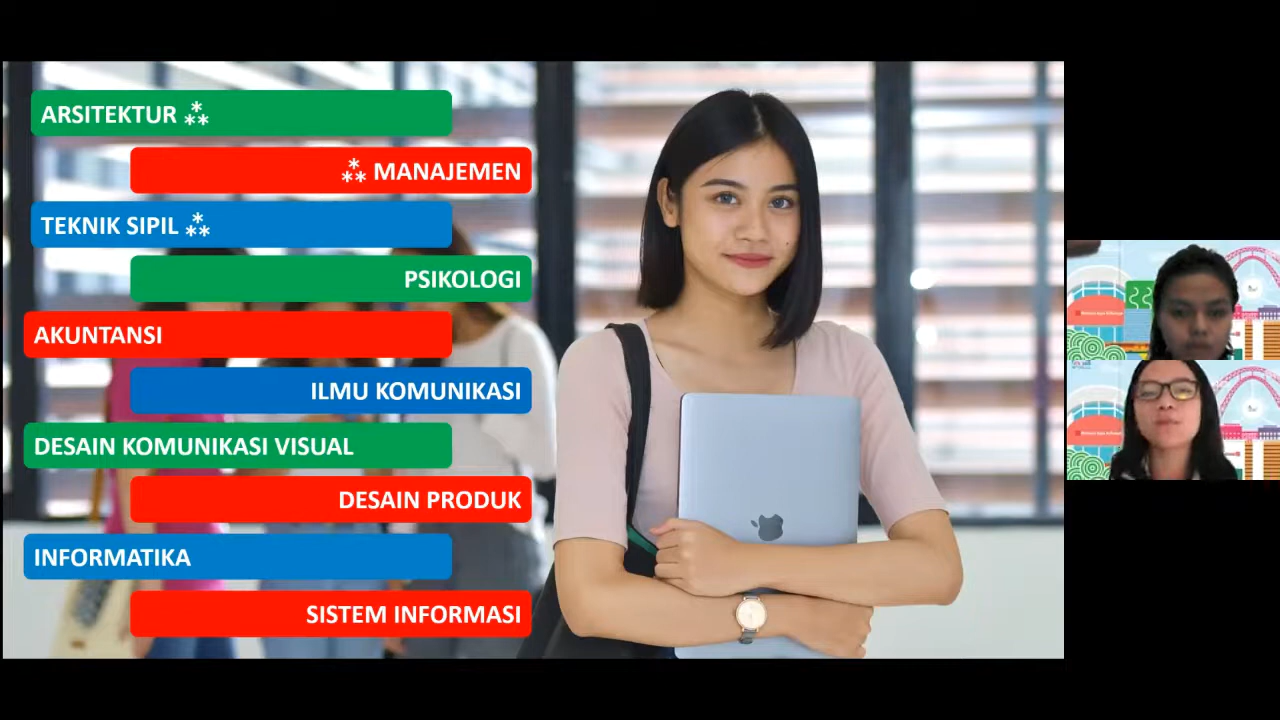 ARSITEKTUR ⁂
⁂ MANAJEMEN
TEKNIK SIPIL ⁂
PSIKOLOGI
AKUNTANSI
ILMU KOMUNIKASI
DESAIN KOMUNIKASI VISUAL
DESAIN PRODUK
INFORMATIKA
SISTEM INFORMASI